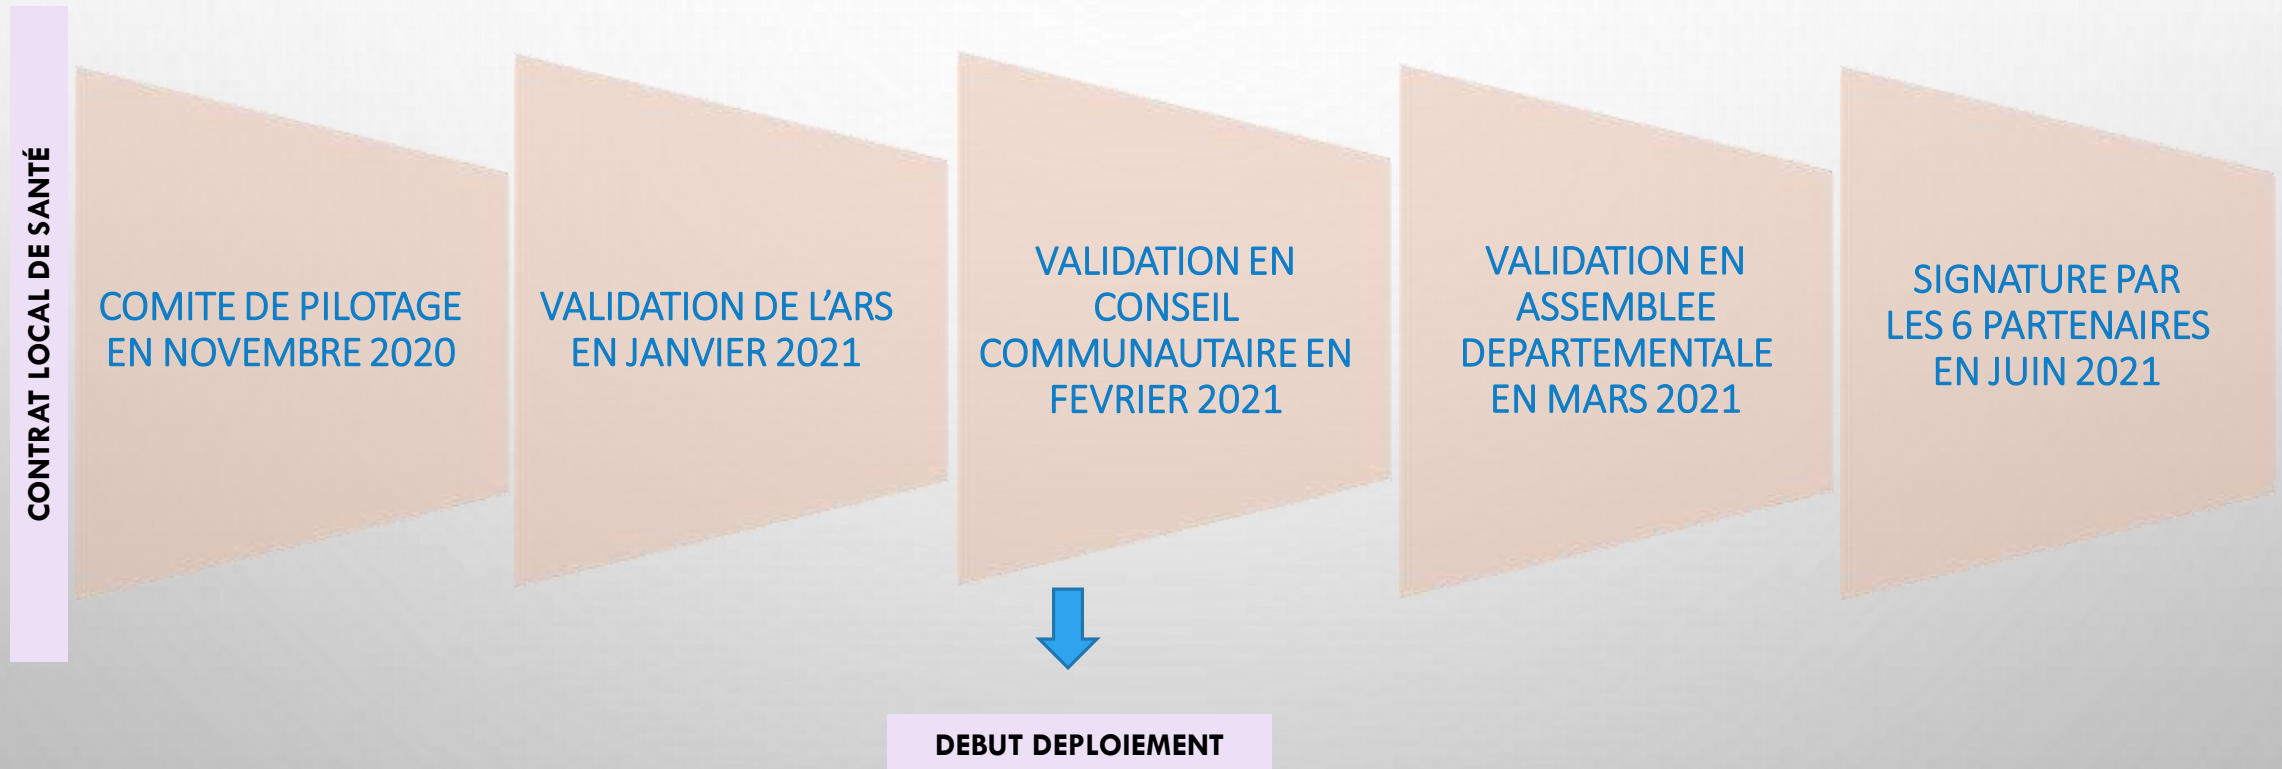 CONTRAT LOCAL DE SANTÉ
COMITE DE PILOTAGE
EN NOVEMBRE 2020
VALIDATION DE L’ARS
EN JANVIER 2021
VALIDATION EN
CONSEIL
COMMUNAUTAIRE EN
FEVRIER 2021
VALIDATION EN
ASSEMBLEE
DEPARTEMENTALE
EN MARS 2021
SIGNATURE PAR
LES 6 PARTENAIRES
EN JUIN 2021
DEBUT DEPLOIEMENT